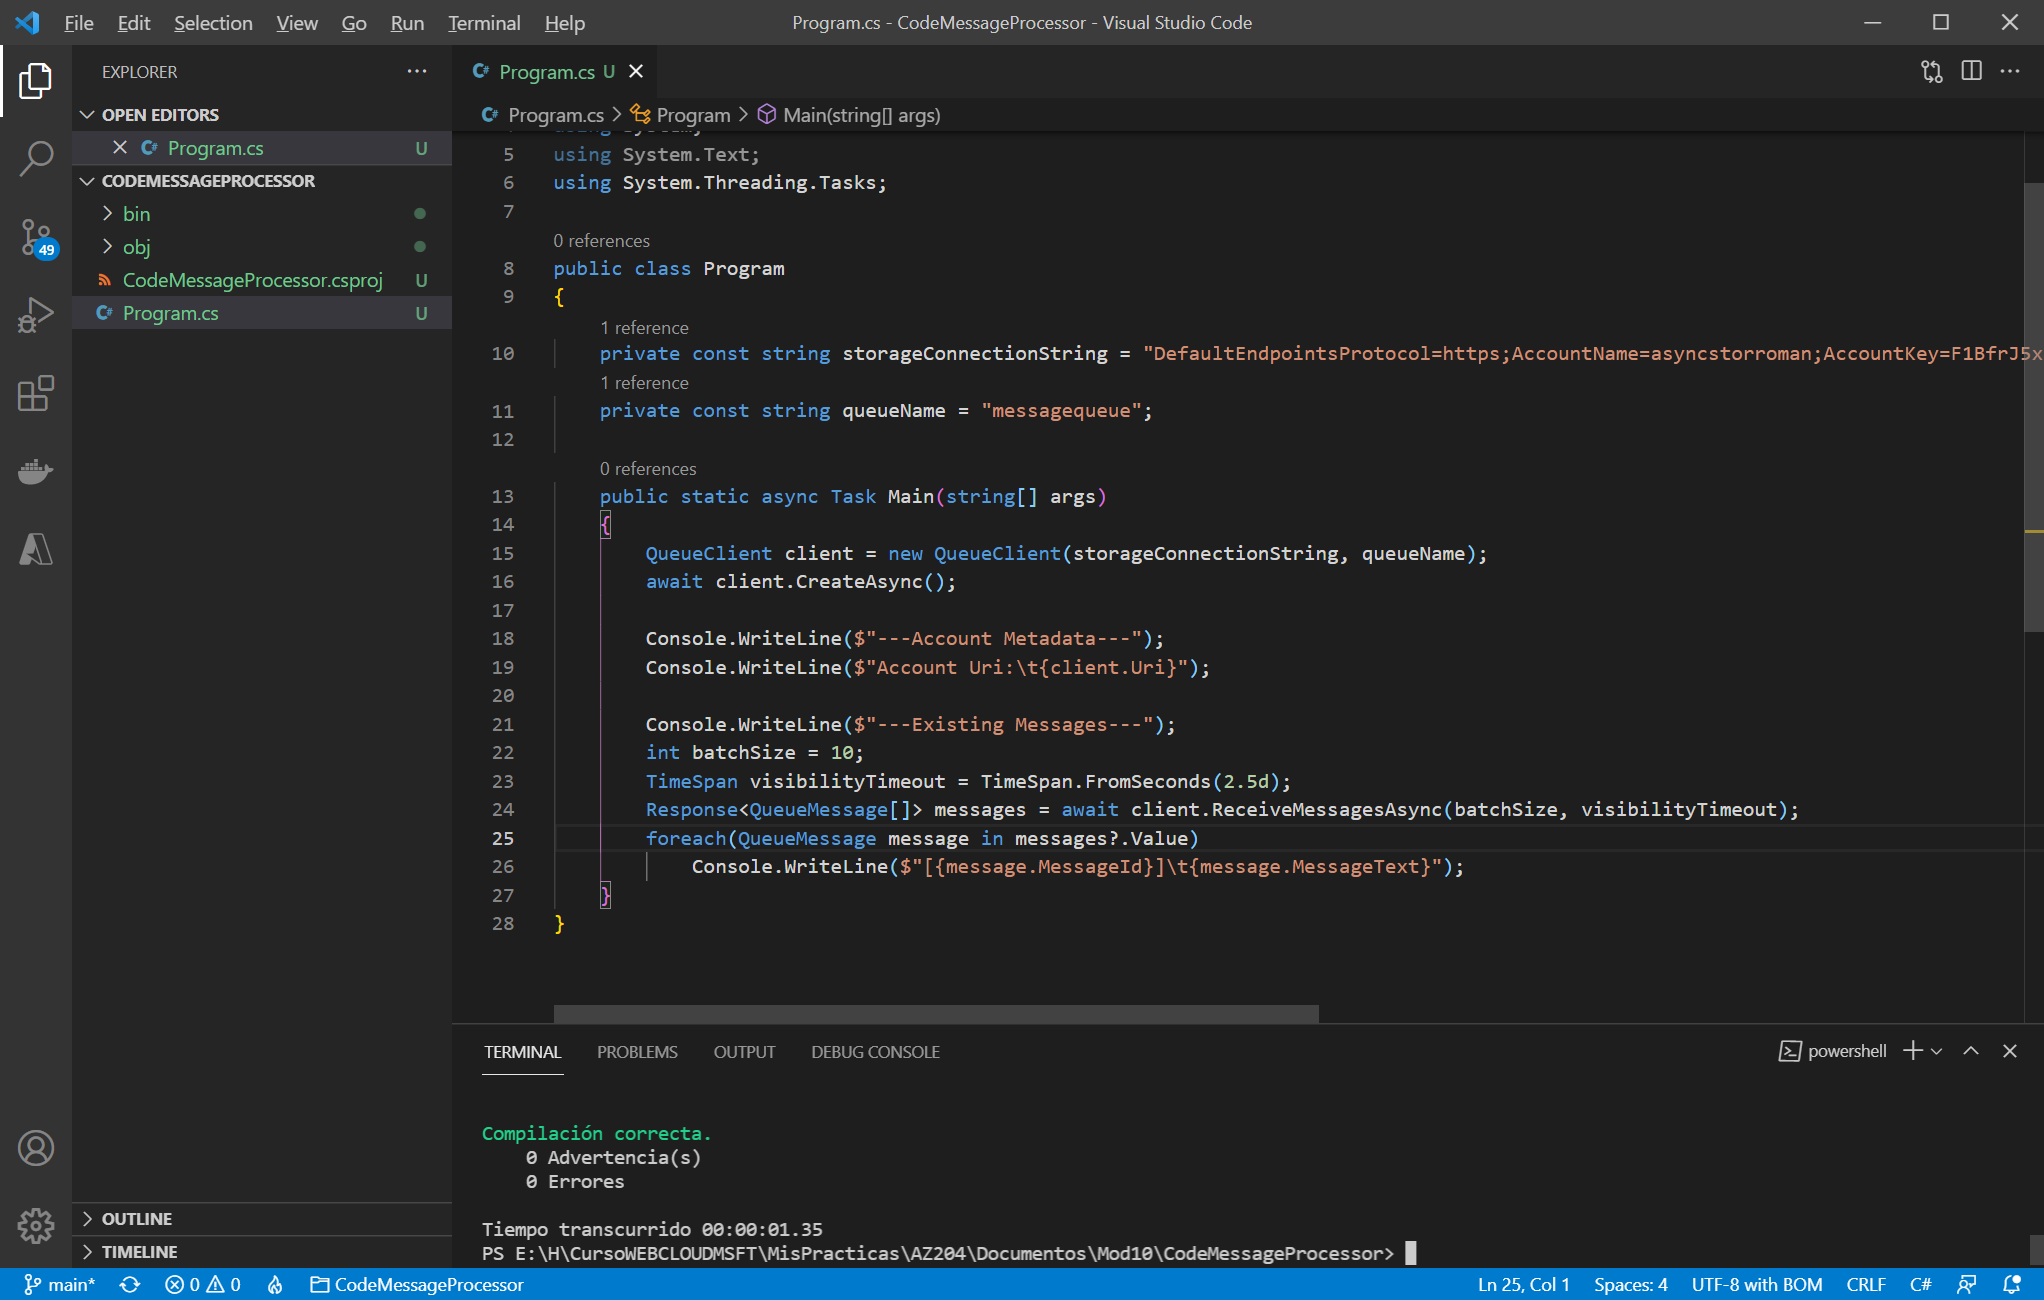 File Edit Selection View Go Run Terminal Help
Program.cs - CodeMessageProcessor - Visual Studio Code
EXPLORER
OPEN EDITORS
Program.cs U
CODEMESSAGEPROCESSOR
bin
obj
CodeMessageProcessor.csproj U
Program.cs U
49
OUTLINE
TIMELINE
Program.cs U
Program.cs > Program > Main(string[] args)
5 using System.Text;
6 using System.Threading.Tasks;
7
0 references
8 public class Program
9 {
1 reference
10 private const string storageConnectionString = "DefaultEndpointsProtocol=https;AccountName=asyncstorroman;AccountKey=F1BfrJ5x
1 reference
11 private const string queueName = "messagequeue";
12
0 references
13 public static async Task Main(string[] args)
14 {
15 QueueClient client = new QueueClient(storageConnectionString, queueName);
16 await client.CreateAsync();
17
18 Console.WriteLine($"---Account Metadata---");
19 Console.WriteLine($"Account Uri:\t{client.Uri}");
20
21 Console.WriteLine($"---Existing Messages---");
22 int batchSize = 10;
23 TimeSpan visibilityTimeout = TimeSpan.FromSeconds(2.5d);
24 Response<QueueMessage[]> messages = await client.ReceiveMessagesAsync(batchSize, visibilityTimeout);
25 foreach(QueueMessage message in messages?.Value)
26 Console.WriteLine($"[{message.MessageId}]\t{message.MessageText}");
27 }
28 }
TERMINAL PROBLEMS OUTPUT DEBUG CONSOLE
powershell
Compilación correcta.
0 Advertencia(s)
0 Errores
Tiempo transcurrido 00:00:01.35
PS E:\H\CursoWEBCLOUDMSFT\MisPracticas\AZ204\Documentos\Mod10\CodeMessageProcessor>
main* 0 0 CodeMessageProcessor
Ln 25, Col 1 Spaces: 4 UTF-8 with BOM CRLF C#